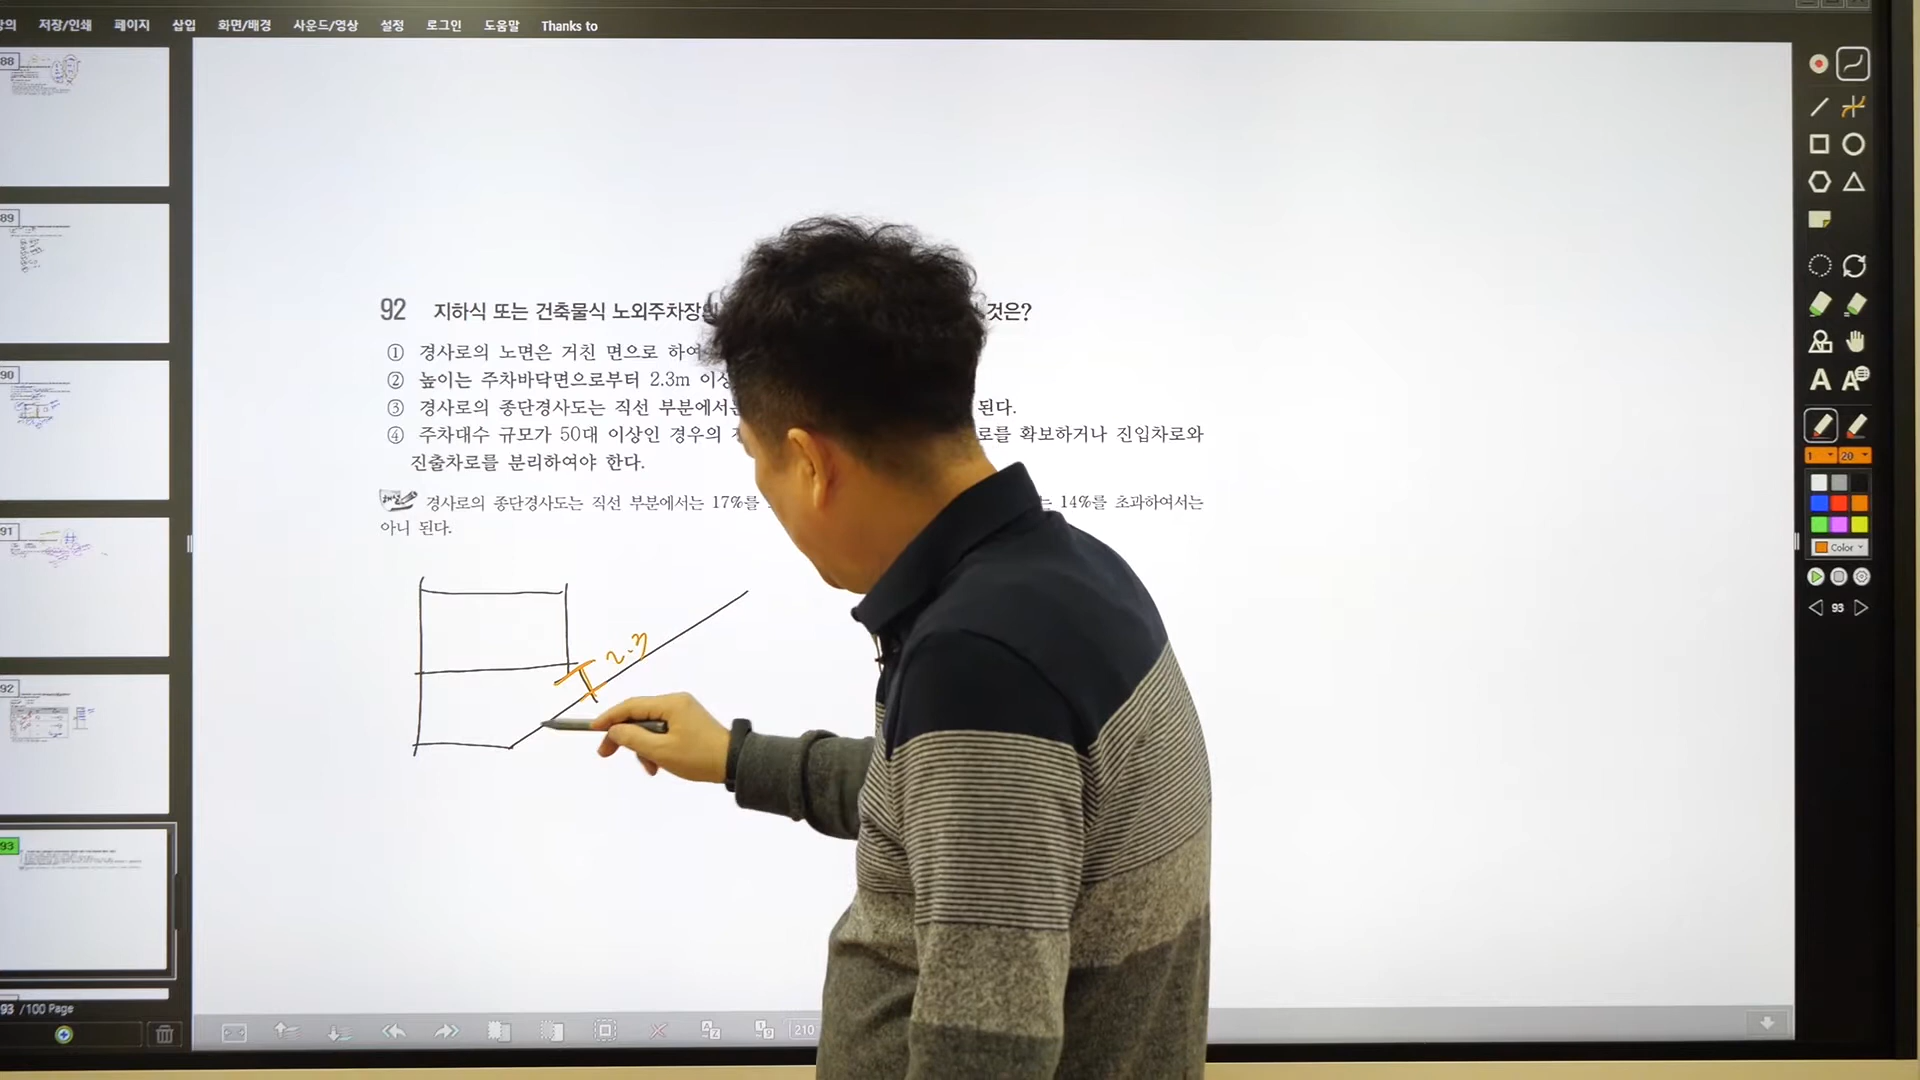 저장/인쇄 페이지 삽입 화면/배경 사운드/영상 설정 로그인 도움말 Thanks to
88
89
90
91
92
93
93 /100 Page
92 지하식 또는 건축물식 노외주차장의 것은?
① 경사로의 노면은 거친 면으로 하여
② 높이는 주차바닥면으로부터 2.3m 이상
③ 경사로의 종단경사도는 직선 부분에서는 된다.
④ 주차대수 규모가 50대 이상인 경우의 로를 확보하거나 진입차로와
진출차로를 분리하여야 한다.
해설 경사로의 종단경사도는 직선 부분에서는 17%를 는 14%를 초과하여서는
아니 된다.
2.3
1 20
Color
93
210